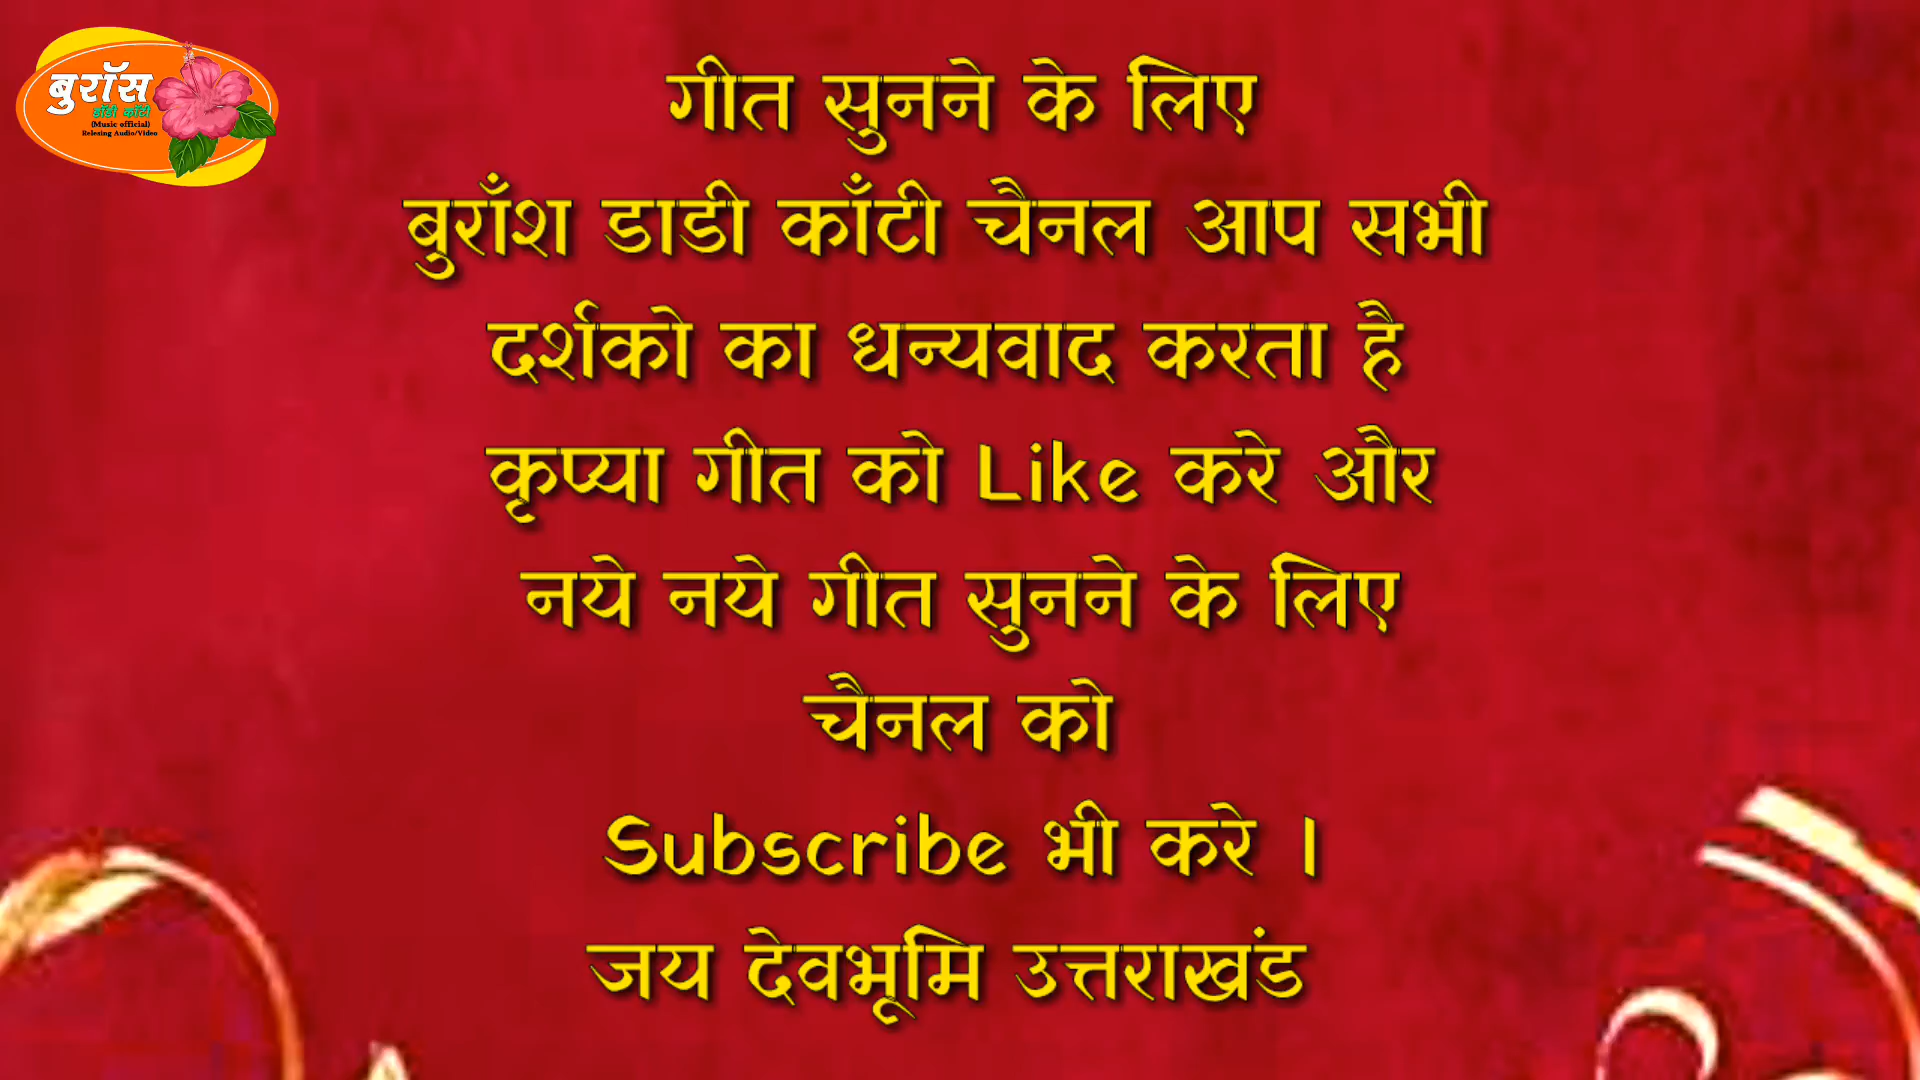 बुराँस
डाँडी काँटी
(Music official)
Relesing Audio/Video
गीत सुनने के लिए
बुराँश डाडी काँटी चैनल आप सभी
दर्शको का धन्यवाद करता है
कृप्या गीत को Like करे और
नये नये गीत सुनने के लिए
चैनल को
Subscribe भी करे ।
जय देवभूमि उत्तराखंड